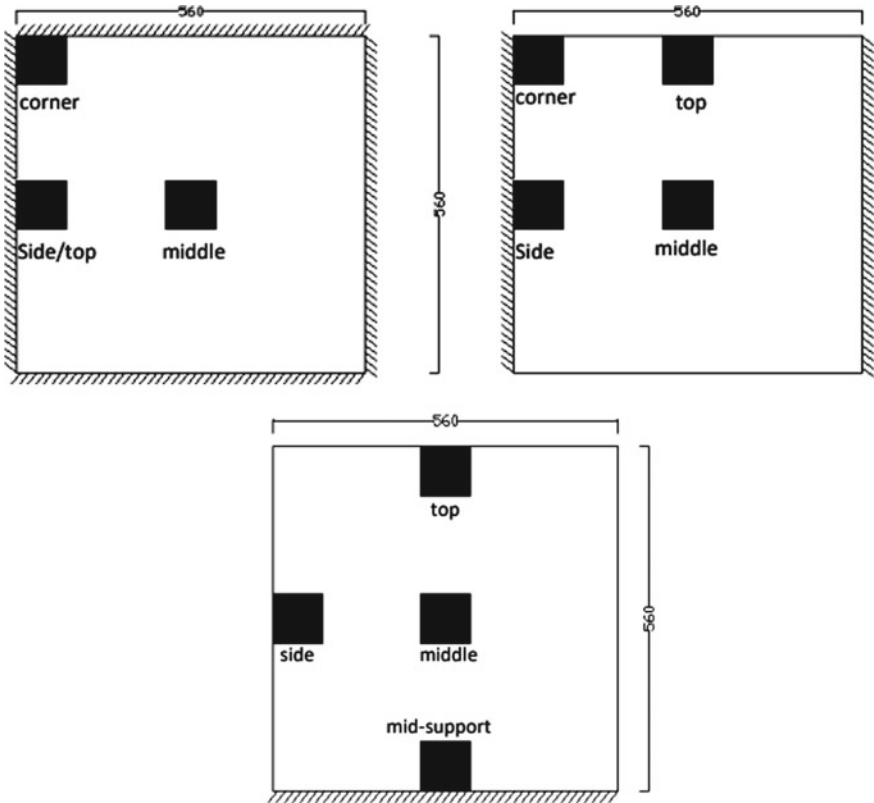 560
corner
Side/top
middle
560
560
corner
top
Side
middle
560
top
side
middle
mid-support
560